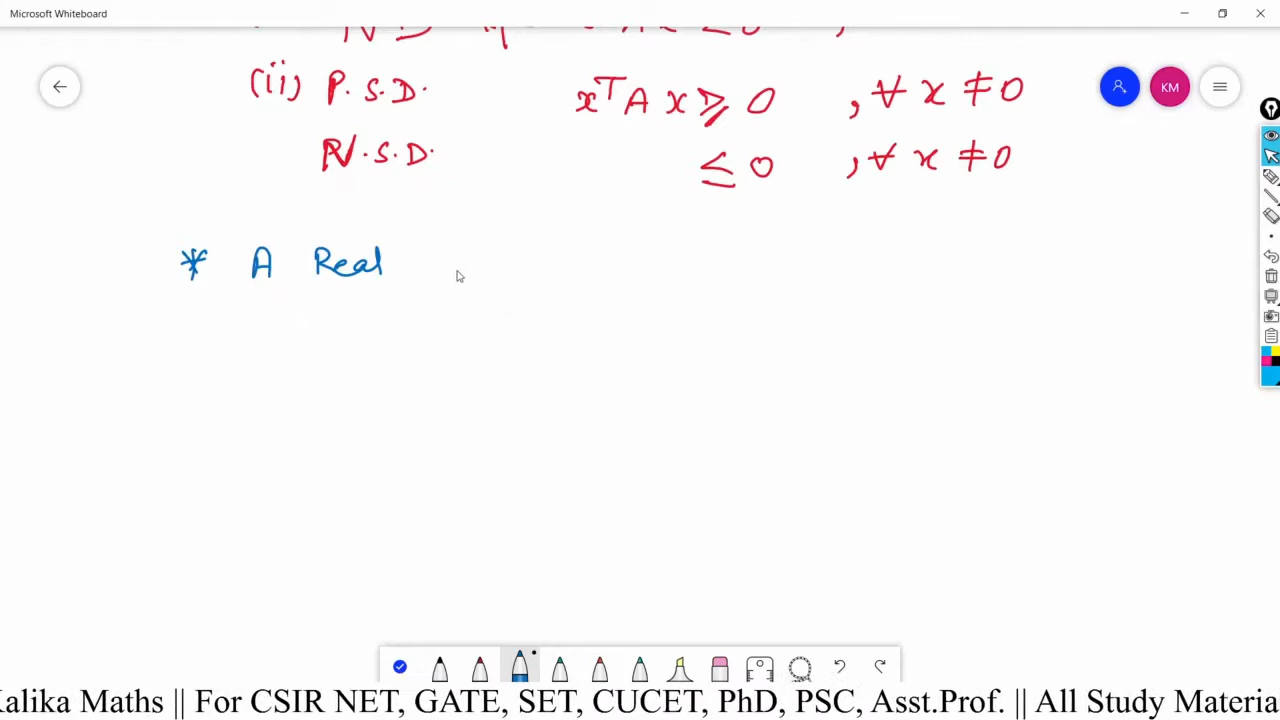 Microsoft Whiteboard
(ii) P.S.D. xᵀAx ≥ 0 , ∀ x ≠ 0
N.S.D. ≤ 0 , ∀ x ≠ 0
KM
* A Real
Kalika Maths || For CSIR NET, GATE, SET, CUCET, PhD, PSC, Asst.Prof. || All Study Materia